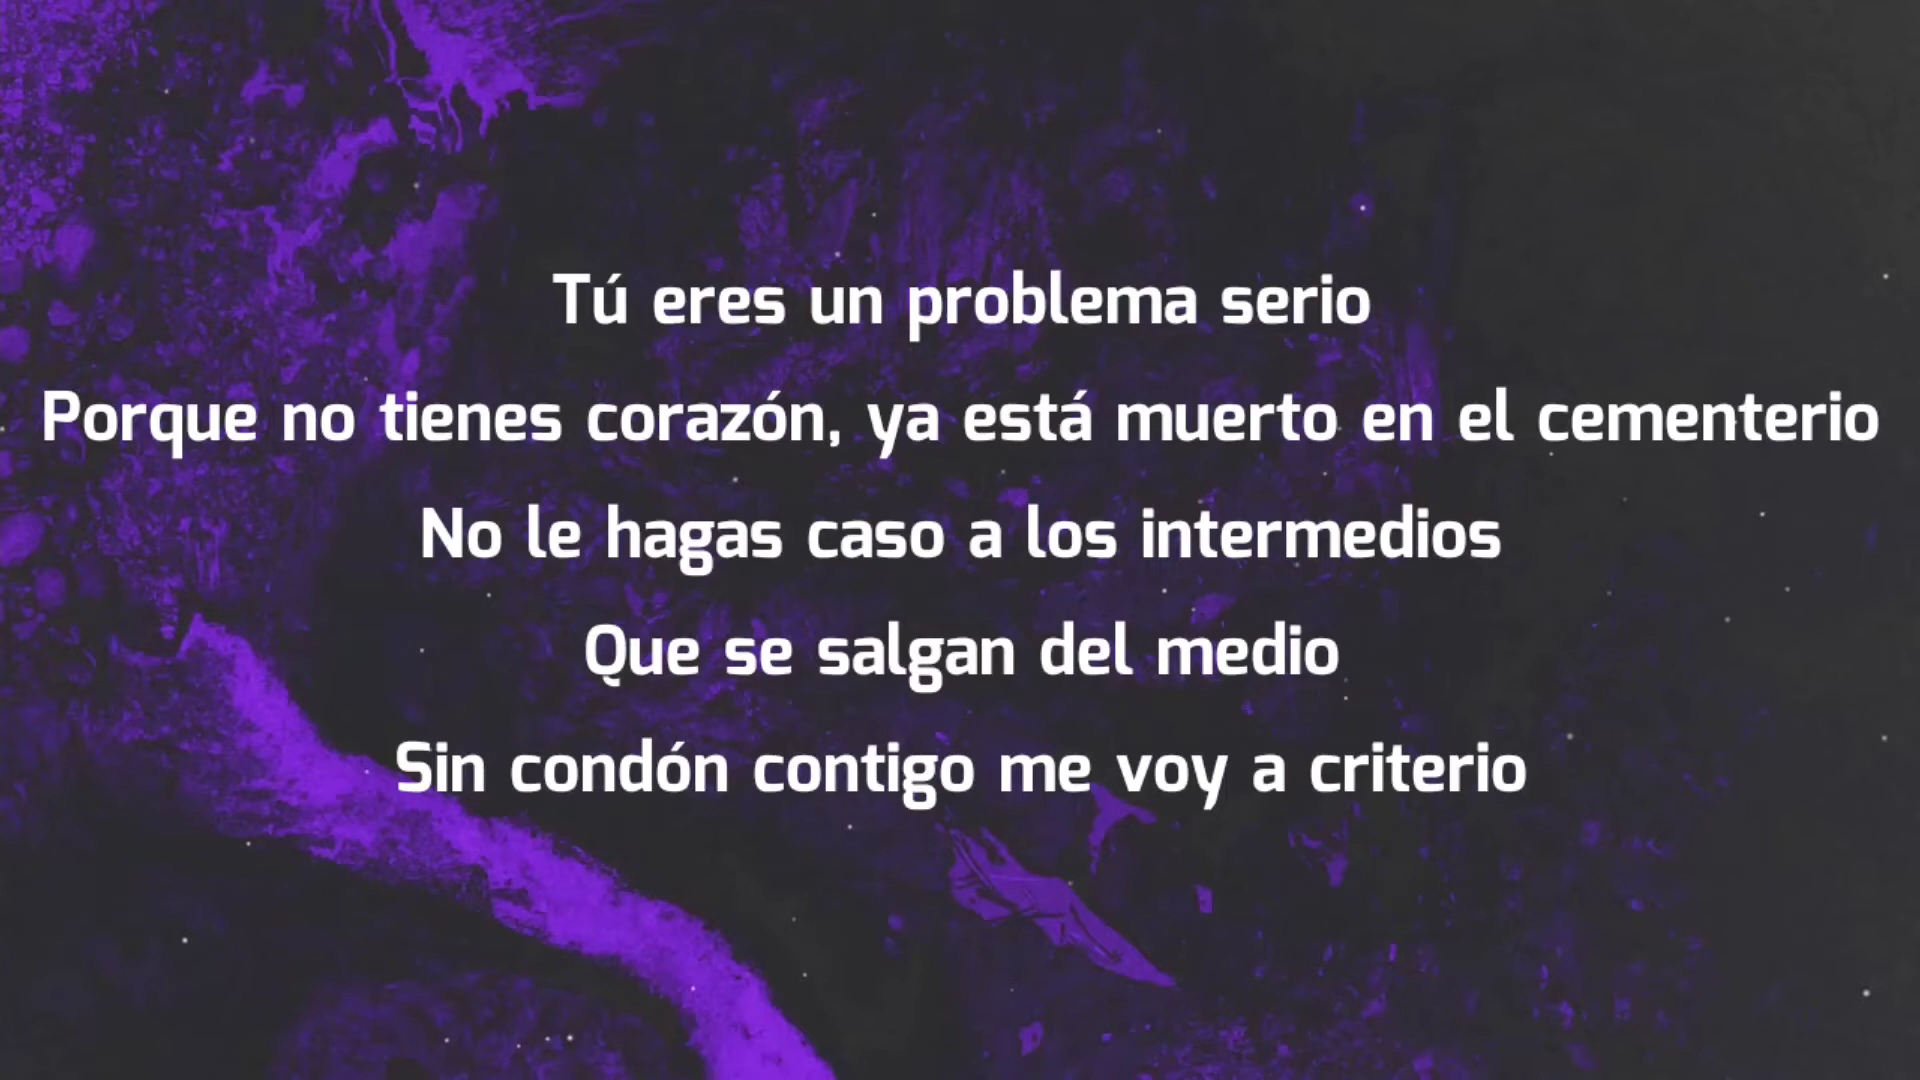 Tú eres un problema serio
Porque no tienes corazón, ya está muerto en el cementerio
No le hagas caso a los intermedios
Que se salgan del medio
Sin condón contigo me voy a criterio